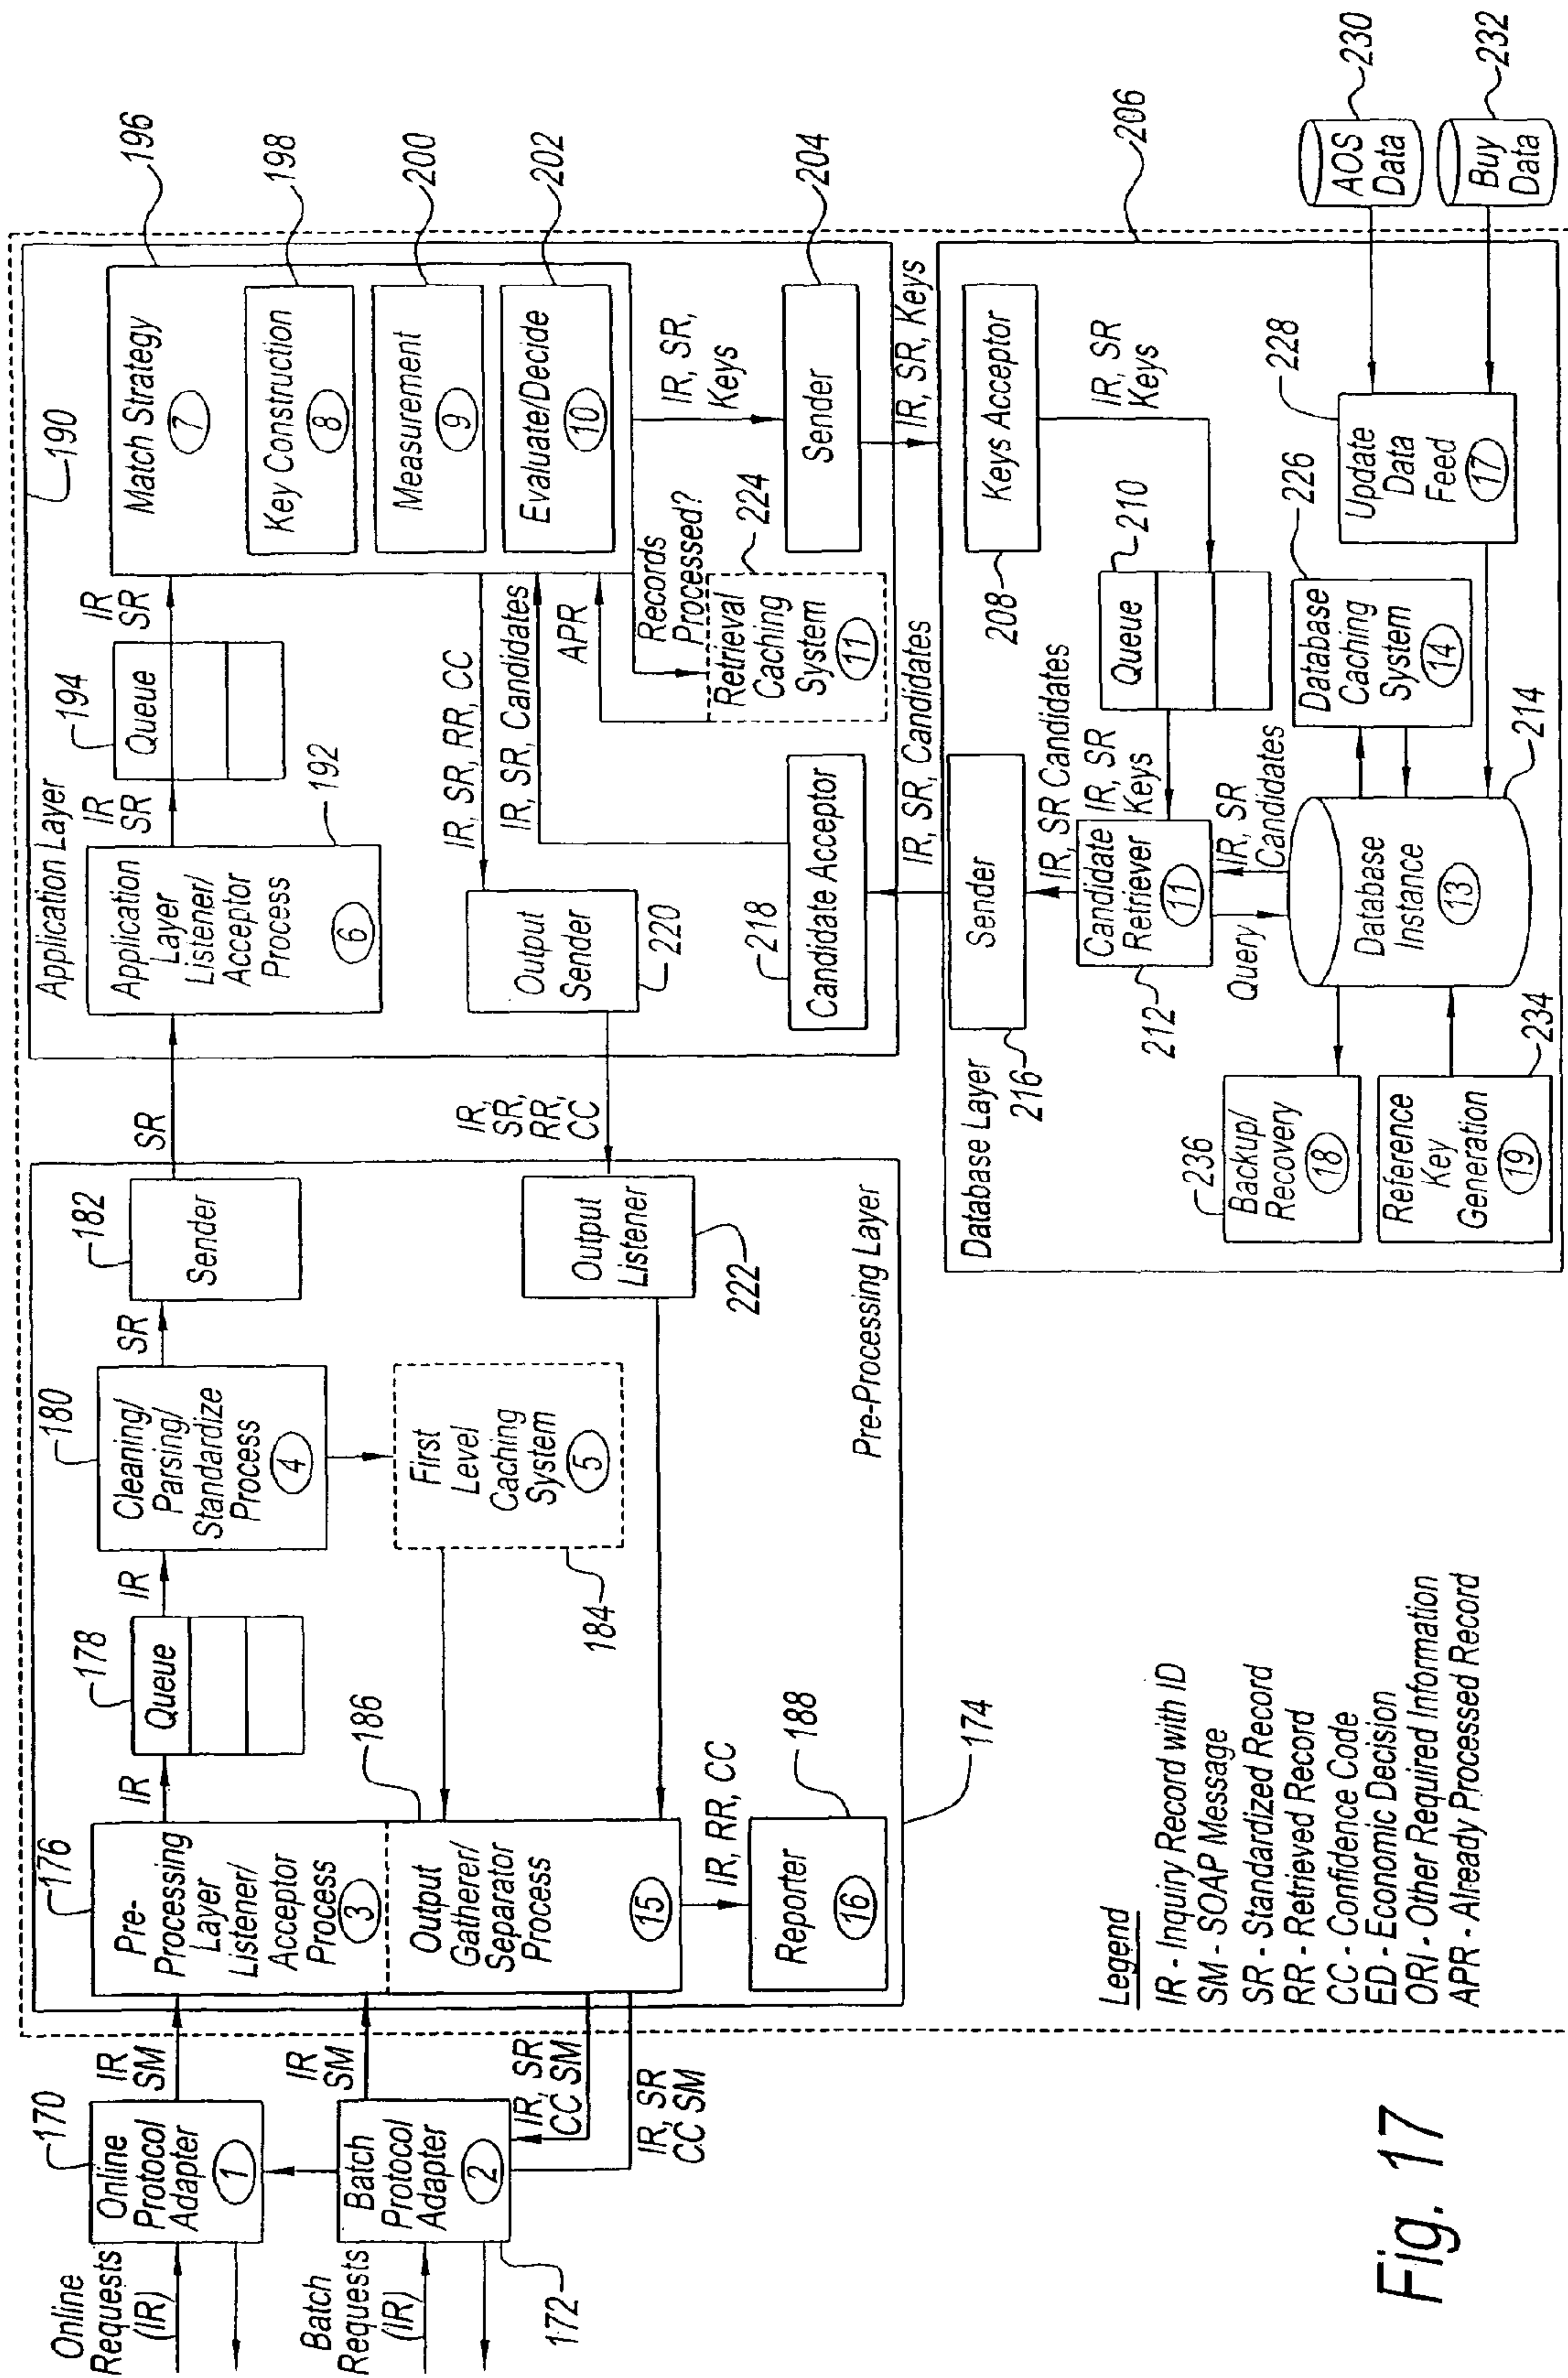 Online
Requests
(IR)
Batch
Requests
(IR)
170
Online
Protocol
Adapter
1
Batch
Protocol
Adapter
2
172
IR
SM
IR
SM
IR, SR
CC SM
IR, SR
CC SM
176
Pre-
Processing
Layer
Listener/
Acceptor
Process
3
186
Output
Gatherer/
Separator
Process
15
IR, RR, CC
Reporter
16
188
174
IR
178
Queue
IR
180
Cleaning/
Parsing/
Standardize
Process
4
First
Level
Caching
System
5
184
SR
182
Sender
Output
Listener
222
Pre-Processing Layer
SR
IR,
SR,
RR,
CC
190
Application Layer
Application
Layer
Listener/
Acceptor
Process
6
192
IR
SR
194
Queue
IR
SR
196
Match Strategy
7
198
Key Construction
8
200
Measurement
9
202
Evaluate/Decide
10
Output
Sender
220
IR, SR, RR, CC
IR, SR, Candidates
APR
Records
Processed?
224
Retrieval
Caching
System
11
IR, SR,
Keys
Sender
204
218
Candidate Acceptor
IR, SR, Candidates
IR, SR, Keys
206
Database Layer
216
Sender
IR, SR Candidates
208
Keys Acceptor
IR, SR
Keys
210
Queue
IR, SR
Keys
212
Candidate
Retriever
11
Query
IR, SR
Candidates
Database
Instance
13
214
226
Database
Caching
System
14
228
Update
Data
Feed
17
AOS
Data
230
Buy
Data
232
236
Backup/
Recovery
18
Reference
Key
Generation
19
234
Legend
IR - Inquiry Record with ID
SM - SOAP Message
SR - Standardized Record
RR - Retrieved Record
CC - Confidence Code
ED - Economic Decision
ORI - Other Required Information
APR - Already Processed Record
Fig. 17